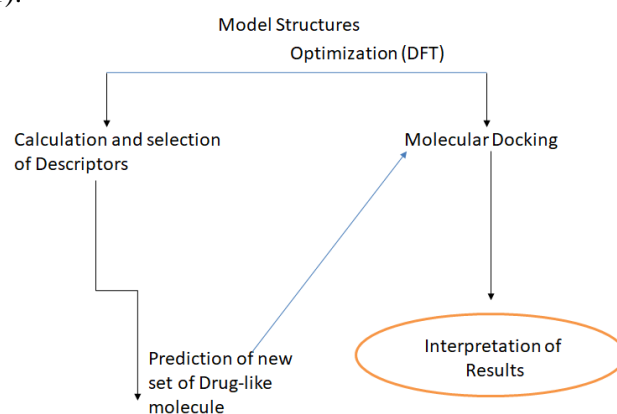 Model Structures
Optimization (DFT)
Calculation and selection
of Descriptors
Molecular Docking
Prediction of new
set of Drug-like
molecule
Interpretation of
Results